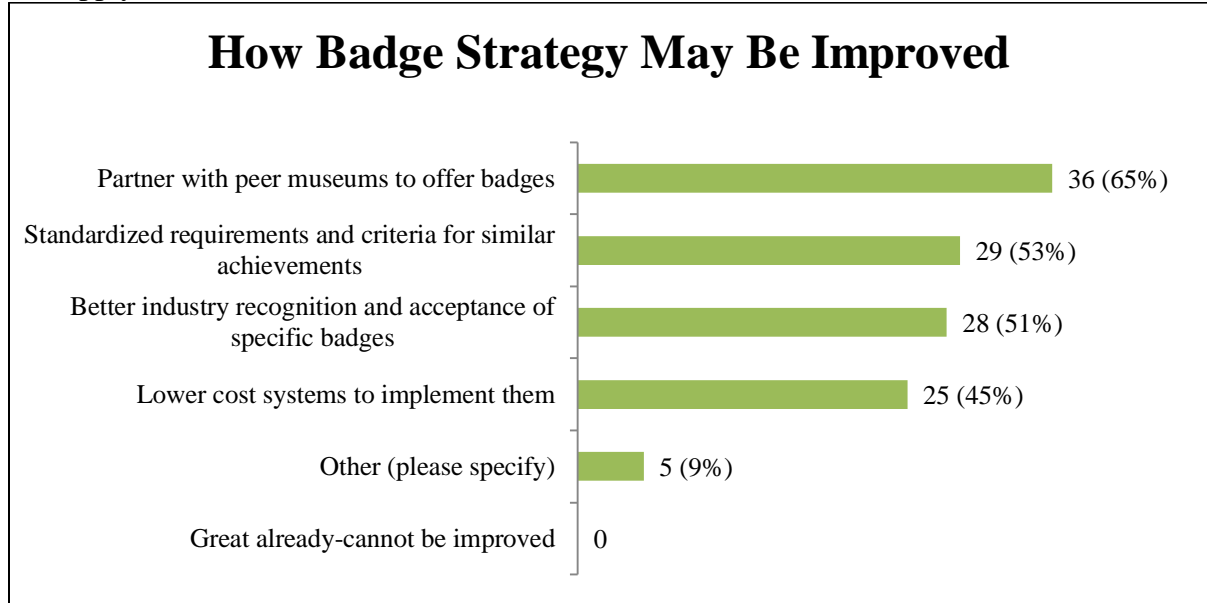 How Badge Strategy May Be Improved
Partner with peer museums to offer badges
36 (65%)
Standardized requirements and criteria for similar
achievements
29 (53%)
Better industry recognition and acceptance of
specific badges
28 (51%)
Lower cost systems to implement them
25 (45%)
Other (please specify)
5 (9%)
Great already-cannot be improved
0